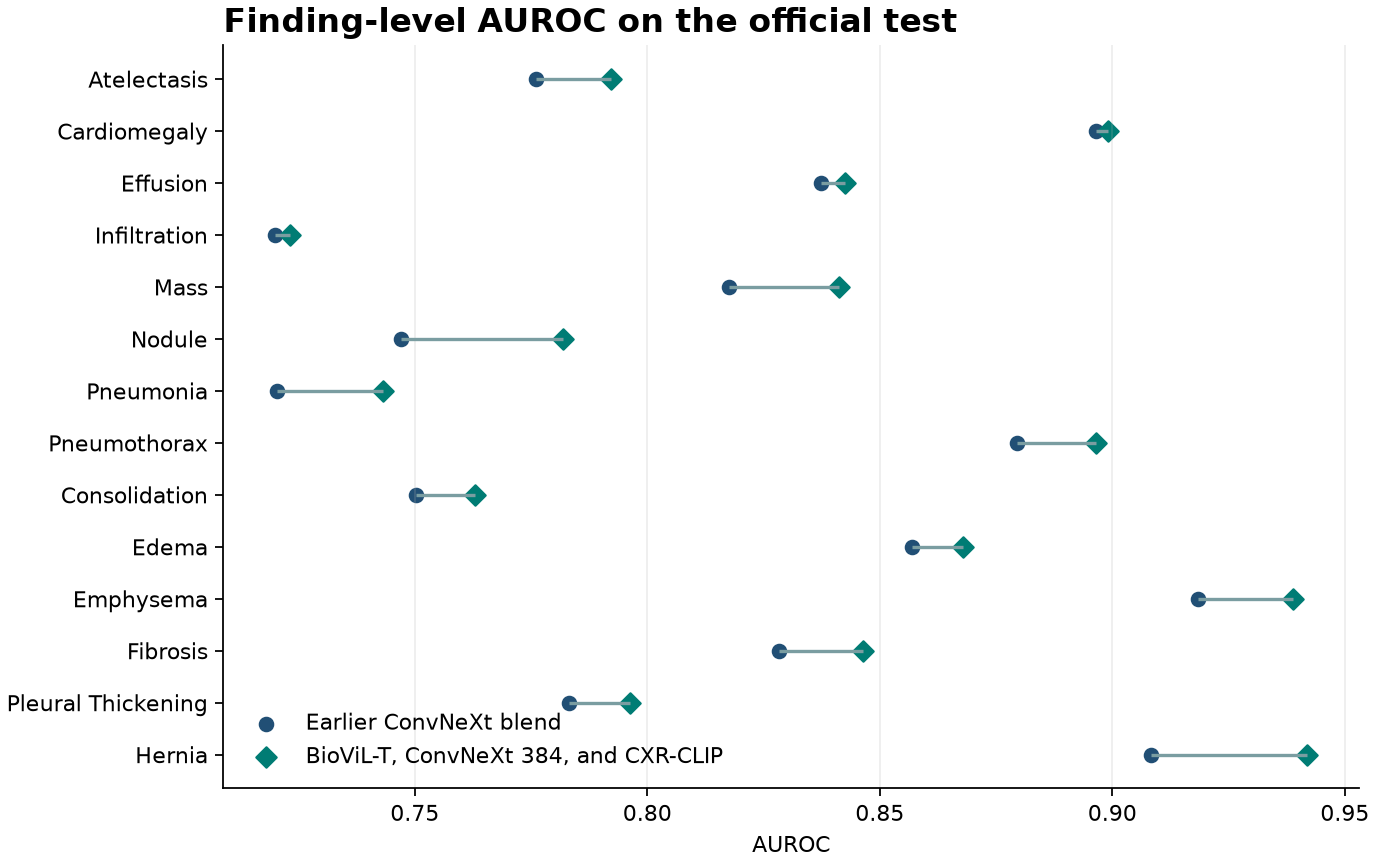 Finding-level AUROC on the official test
Atelectasis
Cardiomegaly
Effusion
Infiltration
Mass
Nodule
Pneumonia
Pneumothorax
Consolidation
Edema
Emphysema
Fibrosis
Pleural Thickening
Hernia
Earlier ConvNeXt blend
BioViL-T, ConvNeXt 384, and CXR-CLIP
0.75 0.80 0.85 0.90 0.95
AUROC